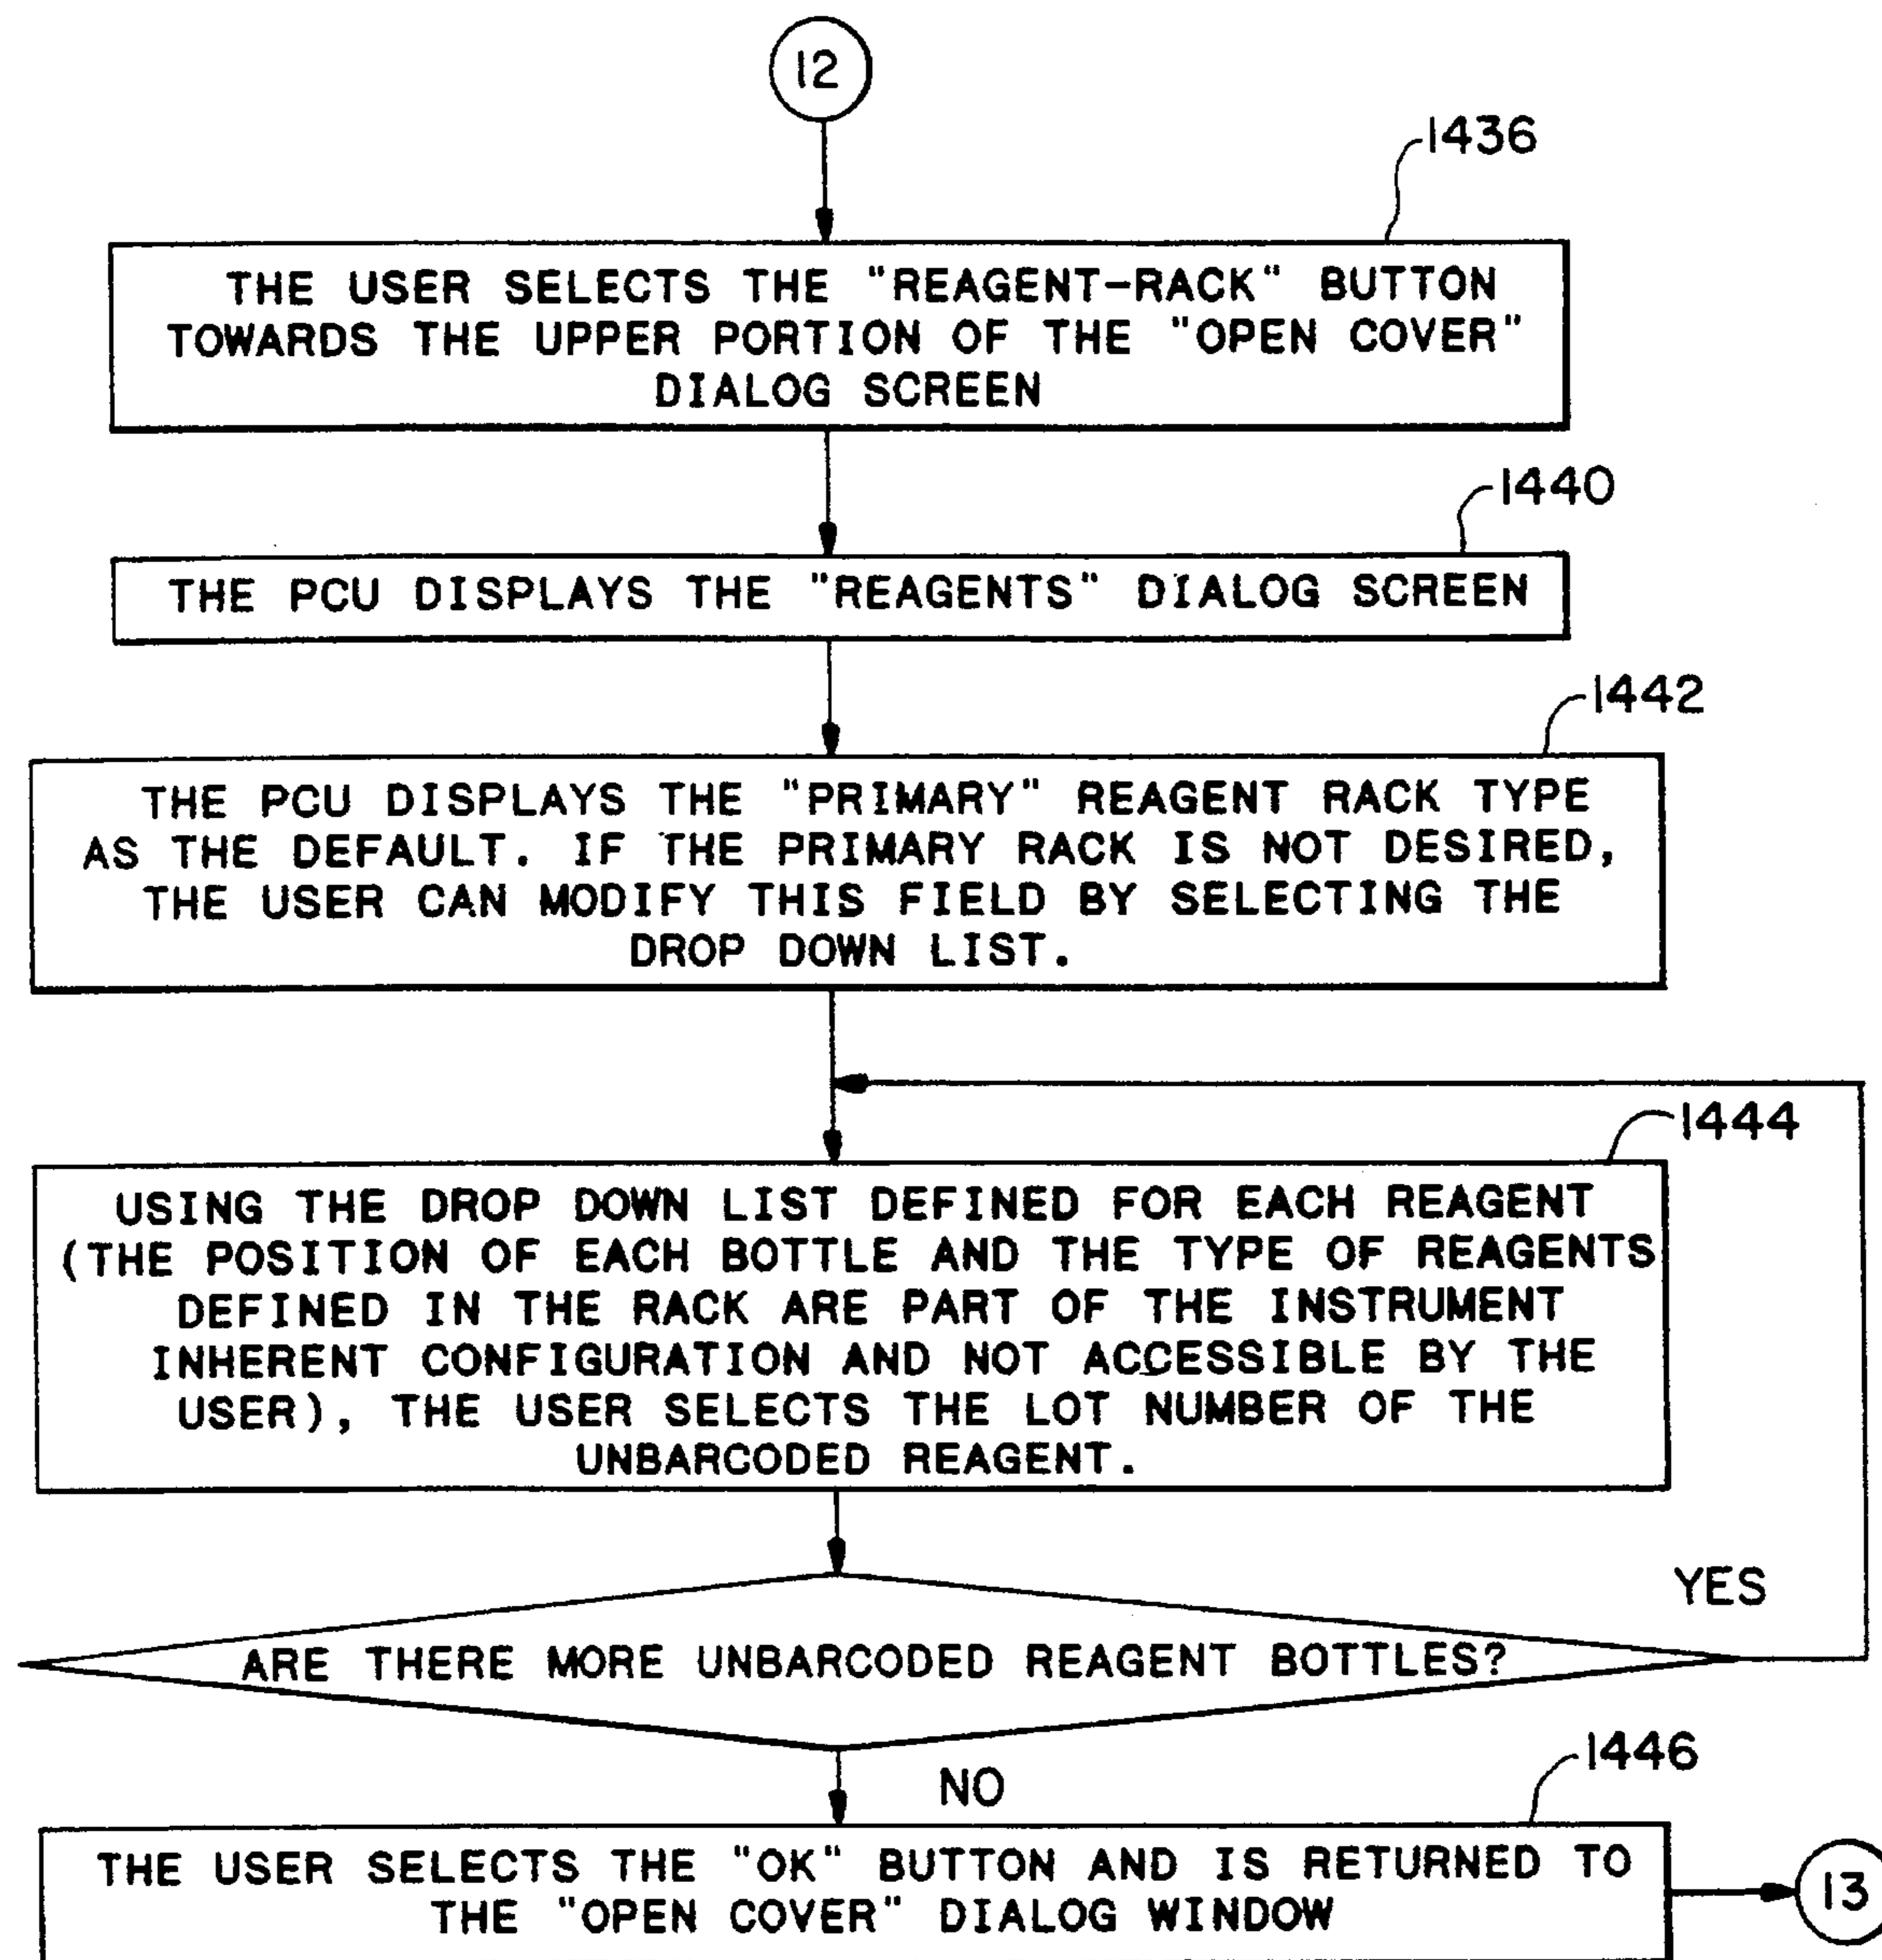 12
1436
THE USER SELECTS THE "REAGENT-RACK" BUTTON
TOWARDS THE UPPER PORTION OF THE "OPEN COVER"
DIALOG SCREEN
1440
THE PCU DISPLAYS THE "REAGENTS" DIALOG SCREEN
1442
THE PCU DISPLAYS THE "PRIMARY" REAGENT RACK TYPE
AS THE DEFAULT. IF THE PRIMARY RACK IS NOT DESIRED,
THE USER CAN MODIFY THIS FIELD BY SELECTING THE
DROP DOWN LIST.
1444
USING THE DROP DOWN LIST DEFINED FOR EACH REAGENT
(THE POSITION OF EACH BOTTLE AND THE TYPE OF REAGENTS
DEFINED IN THE RACK ARE PART OF THE INSTRUMENT
INHERENT CONFIGURATION AND NOT ACCESSIBLE BY THE
USER), THE USER SELECTS THE LOT NUMBER OF THE
UNBARCODED REAGENT.
YES
ARE THERE MORE UNBARCODED REAGENT BOTTLES?
NO
1446
THE USER SELECTS THE "OK" BUTTON AND IS RETURNED TO
THE "OPEN COVER" DIALOG WINDOW
13